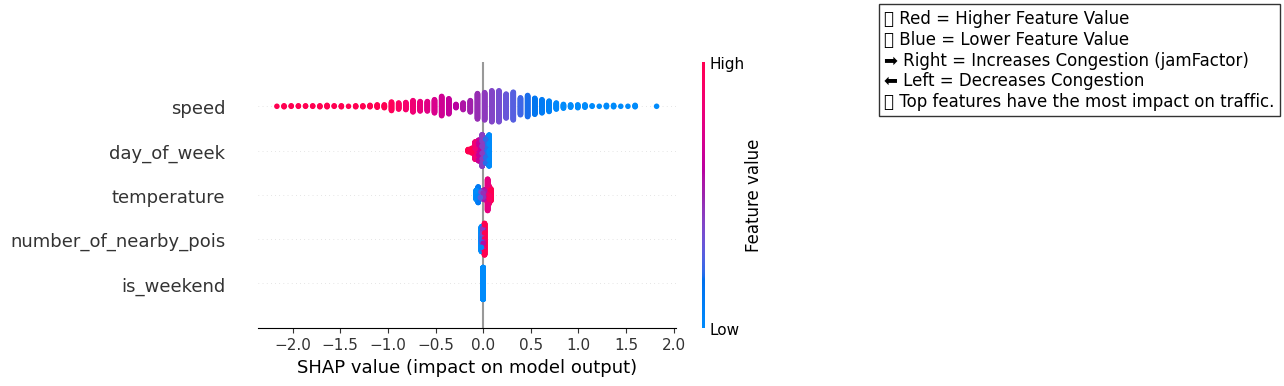 ▯ Red = Higher Feature Value
▯ Blue = Lower Feature Value
➡ Right = Increases Congestion (jamFactor)
⬅ Left = Decreases Congestion
▯ Top features have the most impact on traffic.
High
speed
day_of_week
temperature
number_of_nearby_pois
is_weekend
Feature value
Low
−2.0 −1.5 −1.0 −0.5 0.0 0.5 1.0 1.5 2.0
SHAP value (impact on model output)